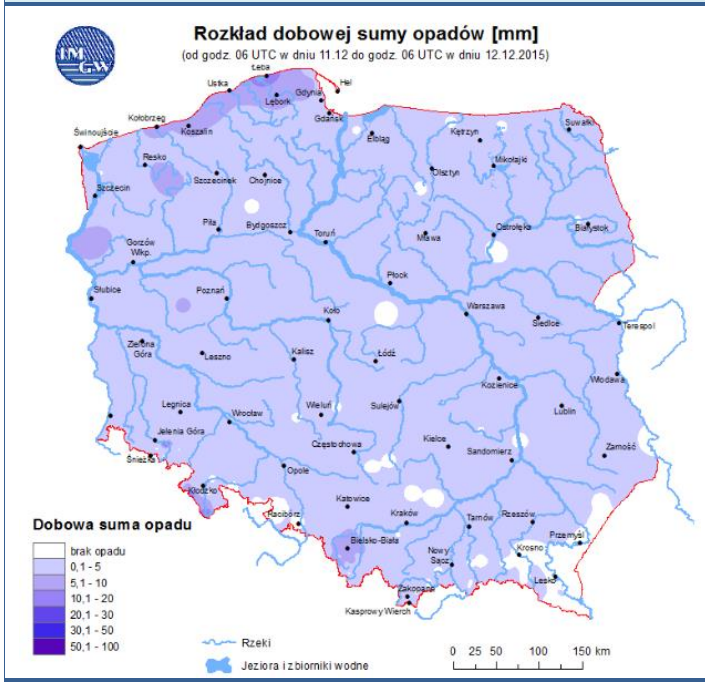 Rozkład dobowej sumy opadów [mm]
(od godz. 06 UTC w dniu 11.12 do godz. 06 UTC w dniu 12.12.2015)
IM
G-W
Łeba
Ustka
Hel
Gdynia
Lębork
Gdańsk
Kołobrzeg
Koszalin
Suwałki
Świnoujście
Elbląg
Kętrzyn
Resko
Mikołajki
Szczecinek
Chojnice
Olsztyn
Szczecin
Piła
Bydgoszcz
Toruń
Mława
Ostrołęka
Białystok
Gorzów
Wlkp.
Płock
Słubice
Poznań
Koło
Warszawa
Siedlce
Terespol
Zielona
Góra
Leszno
Kalisz
Łódź
Kozienice
Włodawa
Legnica
Wrocław
Wieluń
Sulejów
Lublin
Jelenia Góra
Śnieżka
Częstochowa
Kielce
Sandomierz
Zamość
Opole
Kłodzko
Racibórz
Katowice
Kraków
Tarnów
Rzeszów
Przemyśl
Bielsko-Biała
Nowy
Sącz
Krosno
Lesko
Zakopane
Kasprowy Wierch
Dobowa suma opadu
brak opadu
0,1 - 5
5,1 - 10
10,1 - 20
20,1 - 30
30,1 - 50
50,1 - 100
Rzeki
Jeziora i zbiorniki wodne
0 25 50 100 150 km